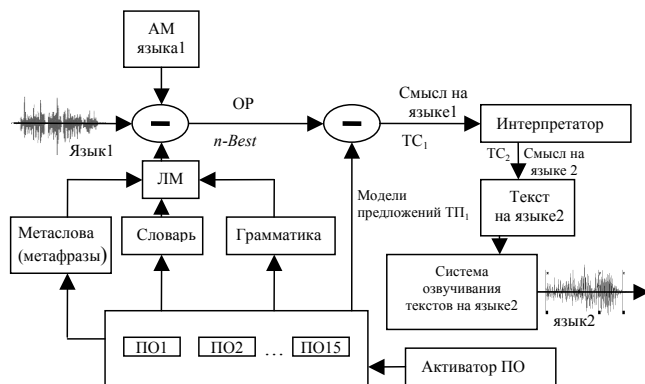 АМ
языка1
Язык1
ОР
n-Best
Смысл на
языке1
ТС1
Интерпретатор
ТС2
Смысл на
языке 2
ЛМ
Модели
предложений ТП1
Текст
на языке2
Метаслова
(метафразы)
Словарь
Грамматика
Система
озвучивания
текстов на языке2
язык2
ПО1
ПО2
…
ПО15
Активатор ПО